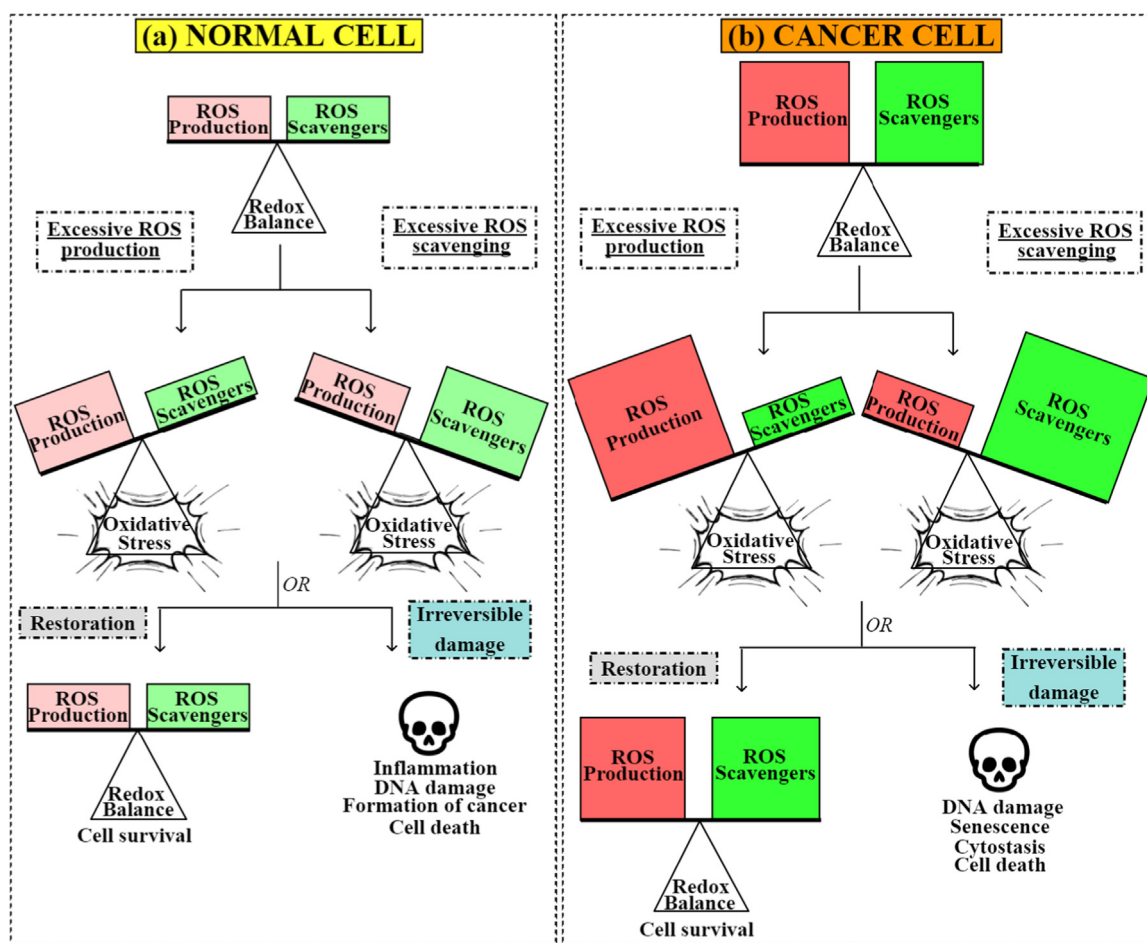 (a) NORMAL CELL
ROS
Production
ROS
Scavengers
Redox
Balance
Excessive ROS
production
Excessive ROS
scavenging
ROS
Production
ROS
Scavengers
ROS
Production
ROS
Scavengers
Oxidative
Stress
Oxidative
Stress
OR
Restoration
Irreversible
damage
ROS
Production
ROS
Scavengers
Redox
Balance
Cell survival
Inflammation
DNA damage
Formation of cancer
Cell death
(b) CANCER CELL
ROS
Production
ROS
Scavengers
Redox
Balance
Excessive ROS
production
Excessive ROS
scavenging
ROS
Production
ROS
Scavengers
ROS
Production
ROS
Scavengers
Oxidative
Stress
Oxidative
Stress
OR
Restoration
Irreversible
damage
ROS
Production
ROS
Scavengers
Redox
Balance
Cell survival
DNA damage
Senescence
Cytostasis
Cell death